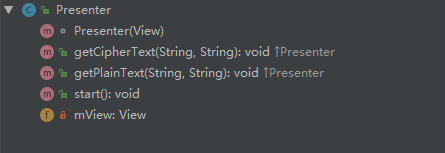 Presenter
Presenter(View)
getCipherText(String, String): void ↑Presenter
getPlainText(String, String): void ↑Presenter
start(): void
mView: View